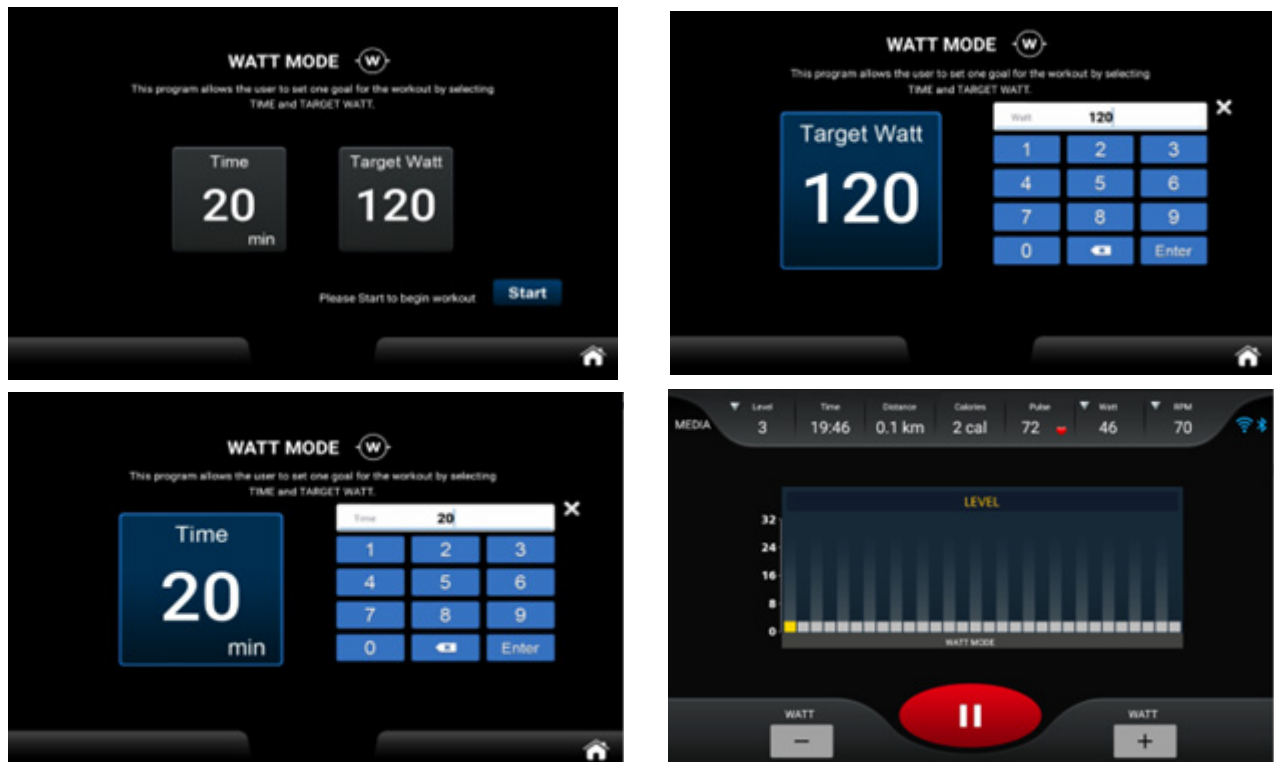 WATT MODE W
This program allows the user to set one goal for the workout by selecting
TIME and TARGET WATT.
Time
20
min
Target Watt
120
Please Start to begin workout
Start
WATT MODE W
This program allows the user to set one goal for the workout by selecting
TIME and TARGET WATT.
Target Watt
120
Watt 120
1 2 3
4 5 6
7 8 9
0 Enter
WATT MODE W
This program allows the user to set one goal for the workout by selecting
TIME and TARGET WATT.
Time
20
min
Time 20
1 2 3
4 5 6
7 8 9
0 Enter
MEDIA
Level Time Distance Calories Pulse Watt RPM
3 19:46 0.1 km 2 cal 72 46 70
LEVEL
32
24
16
8
0
WATT MODE
WATT
−
WATT
+